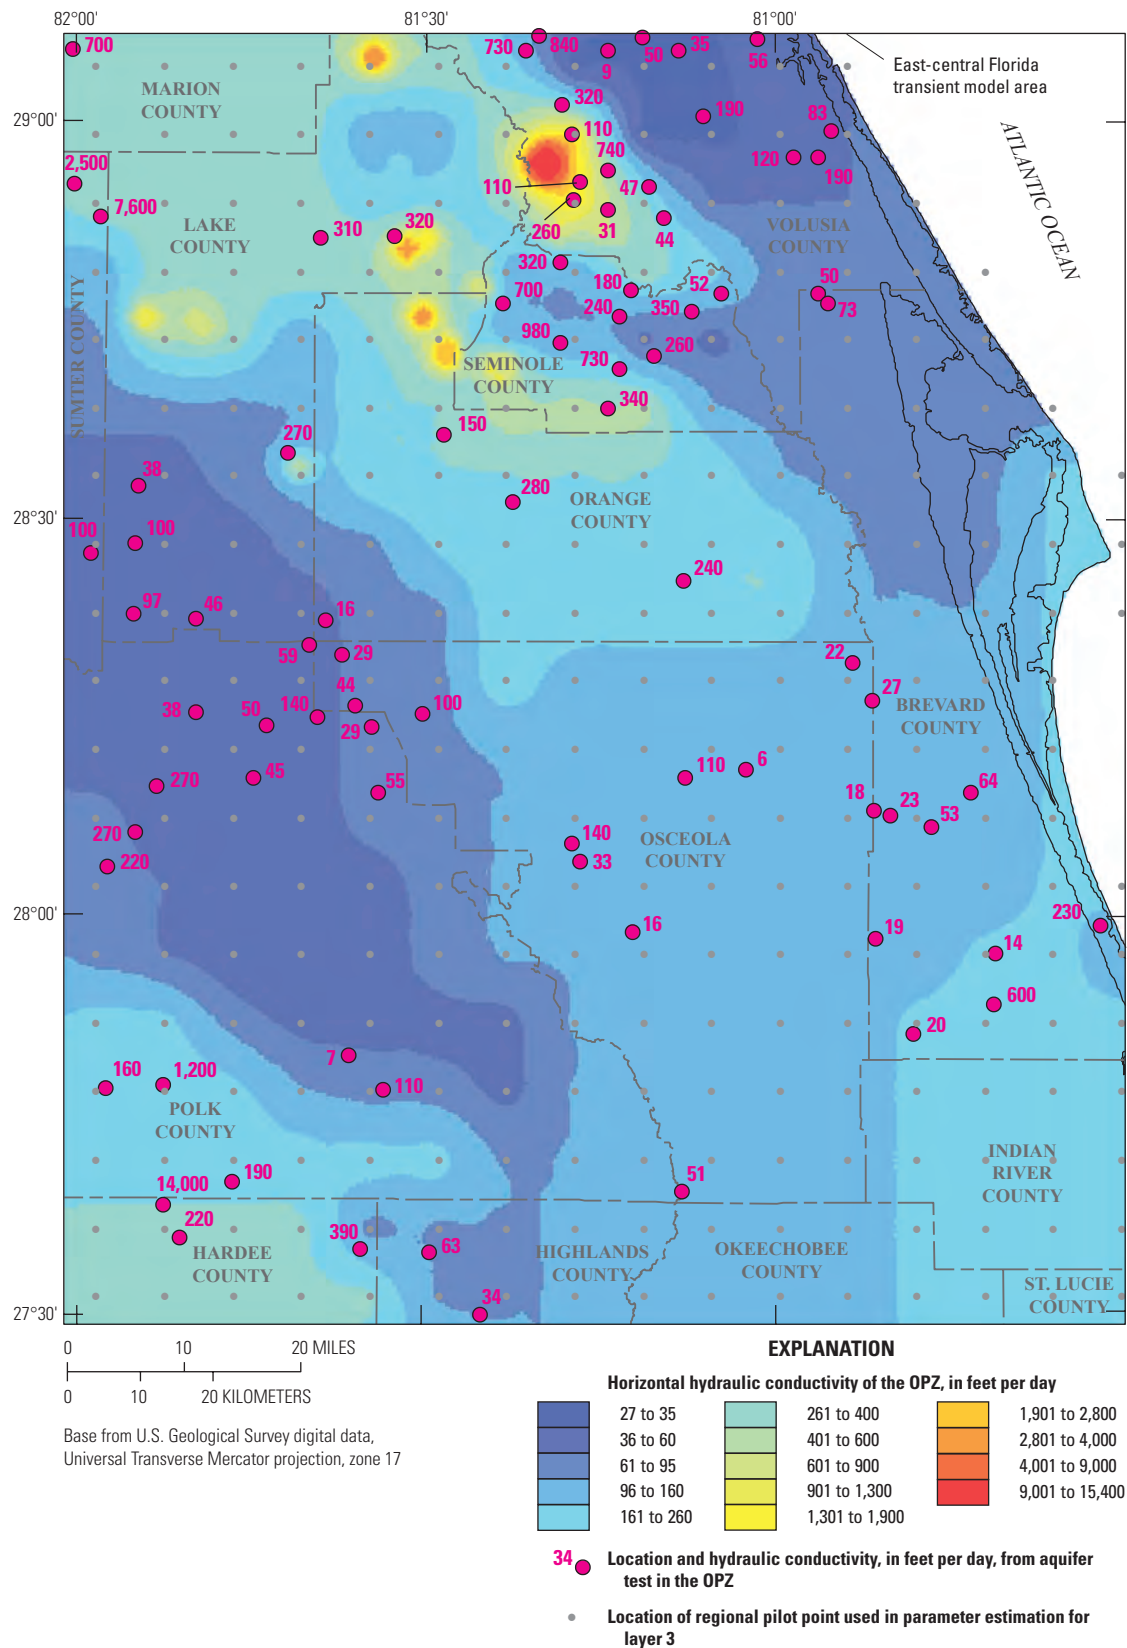 82°00'
81°30'
81°00'
700
730
840
50
35
56
9
East-central Florida
transient model area
MARION
COUNTY
320
190
83
29°00'
110
740
120
190
ATLANTIC OCEAN
2,500
110
47
7,600
LAKE
COUNTY
310
320
260
31
44
VOLUSIA
COUNTY
320
180
52
50
700
240
350
73
SUMTER COUNTY
980
730
260
SEMINOLE
COUNTY
340
150
270
38
280
ORANGE
COUNTY
28°30'
100
100
240
97
46
16
59
29
22
44
27
BREVARD
COUNTY
38
50
140
29
100
270
45
55
110
6
64
18
23
53
270
140
OSCEOLA
COUNTY
220
33
28°00'
16
19
230
14
600
20
7
160
1,200
110
POLK
COUNTY
INDIAN
RIVER
COUNTY
190
14,000
51
220
390
63
HARDEE
COUNTY
HIGHLANDS
COUNTY
OKEECHOBEE
COUNTY
ST. LUCIE
COUNTY
34
27°30'
0 10 20 MILES
0 10 20 KILOMETERS
Base from U.S. Geological Survey digital data,
Universal Transverse Mercator projection, zone 17
EXPLANATION
Horizontal hydraulic conductivity of the OPZ, in feet per day
27 to 35
36 to 60
61 to 95
96 to 160
161 to 260
261 to 400
401 to 600
601 to 900
901 to 1,300
1,301 to 1,900
1,901 to 2,800
2,801 to 4,000
4,001 to 9,000
9,001 to 15,400
34
Location and hydraulic conductivity, in feet per day, from aquifer
test in the OPZ
Location of regional pilot point used in parameter estimation for
layer 3